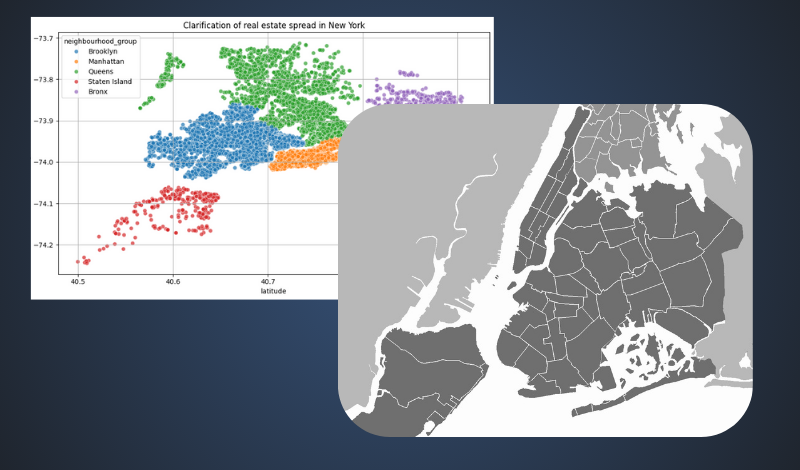 Clarification of real estate spread in New York
neighbourhood_group
Brooklyn
Manhattan
Queens
Staten Island
Bronx
−73.7
−73.8
−73.9
−74.0
−74.1
−74.2
40.5
40.6
40.7
latitude